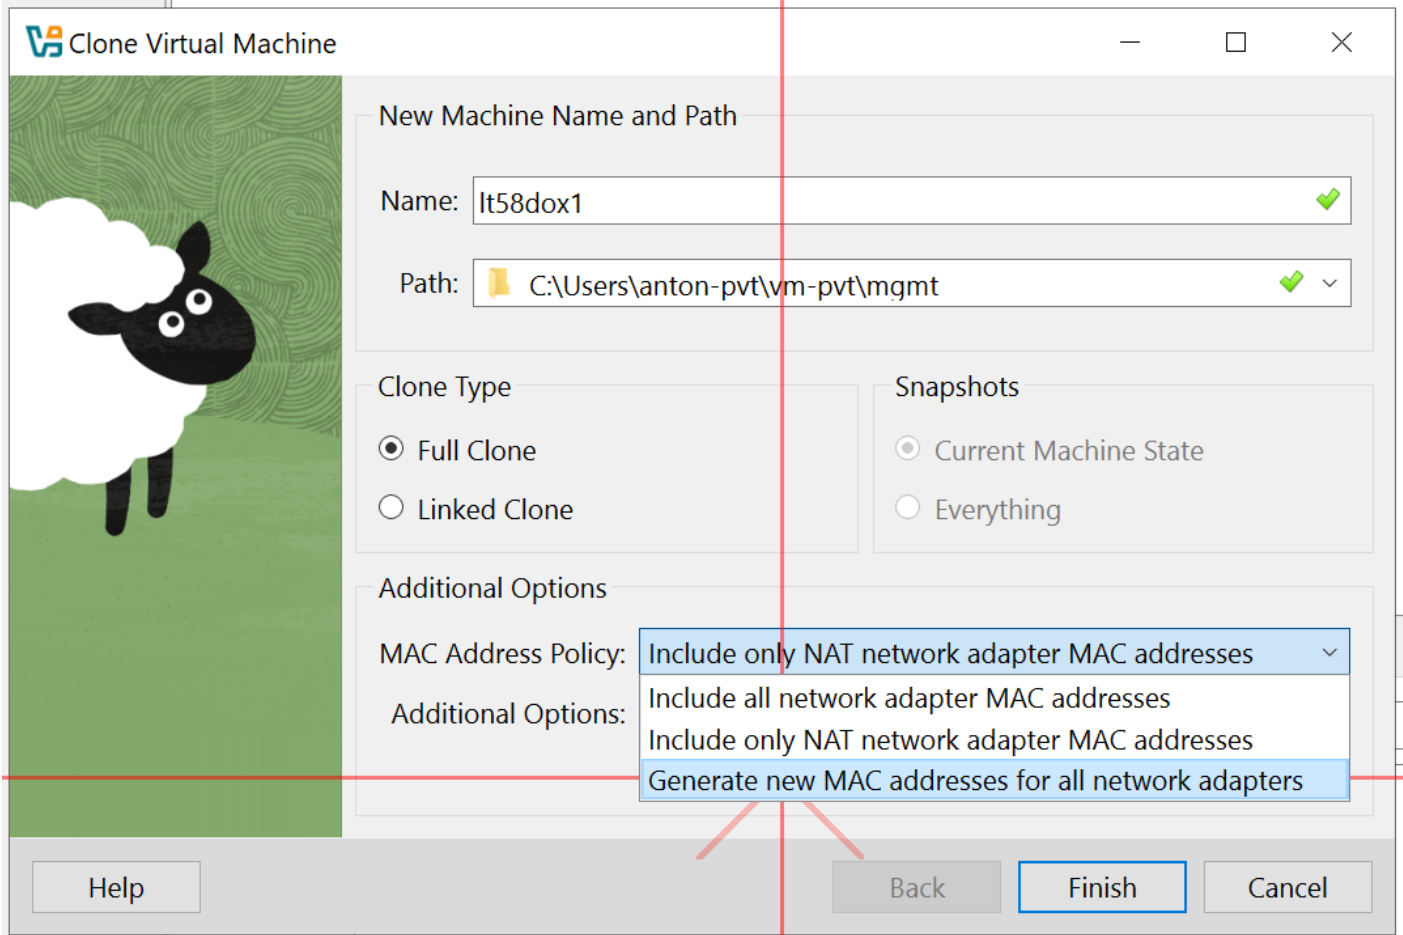 Clone Virtual Machine
New Machine Name and Path
Name: lt58dox1
Path: C:\Users\anton-pvt\vm-pvt\mgmt
Clone Type
Full Clone
Linked Clone
Snapshots
Current Machine State
Everything
Additional Options
MAC Address Policy: Include only NAT network adapter MAC addresses
Include all network adapter MAC addresses
Additional Options:
Include only NAT network adapter MAC addresses
Generate new MAC addresses for all network adapters
Help
Back
Finish
Cancel